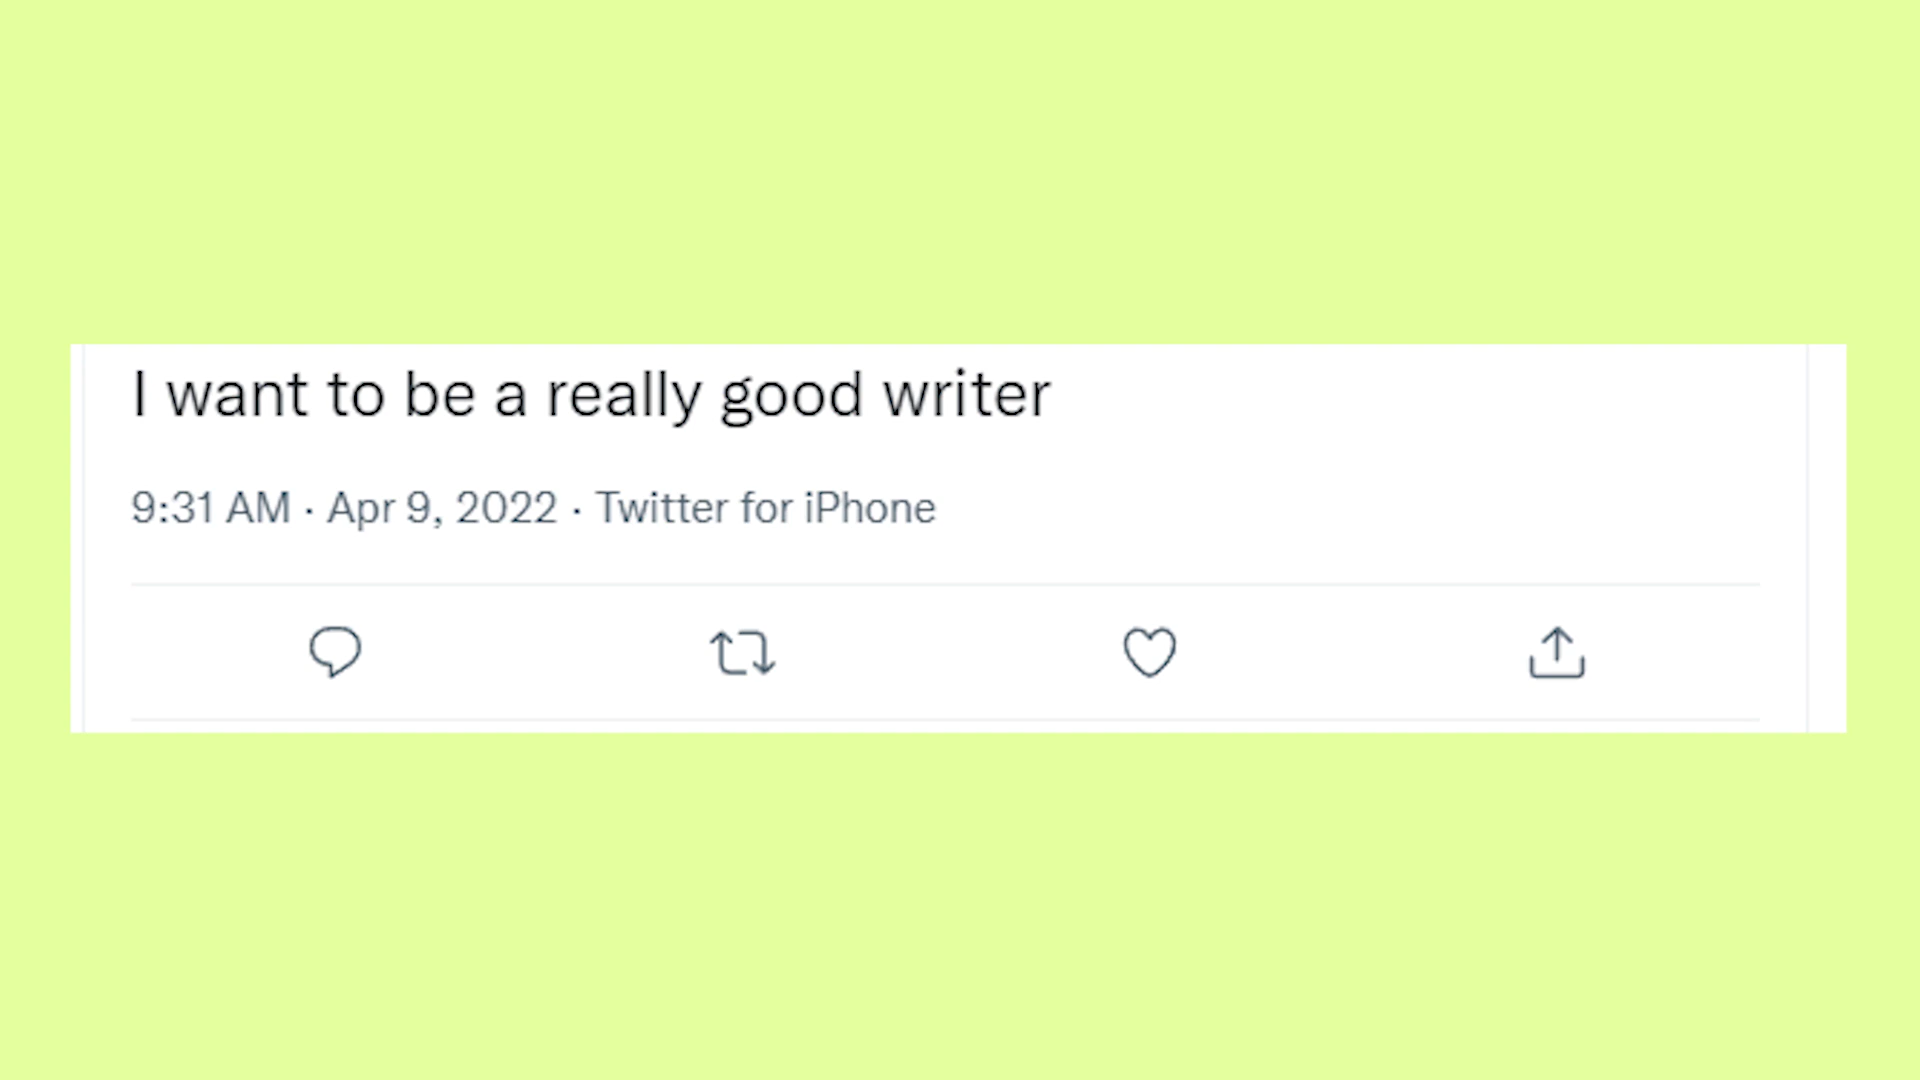 I want to be a really good writer
9:31 AM · Apr 9, 2022 · Twitter for iPhone